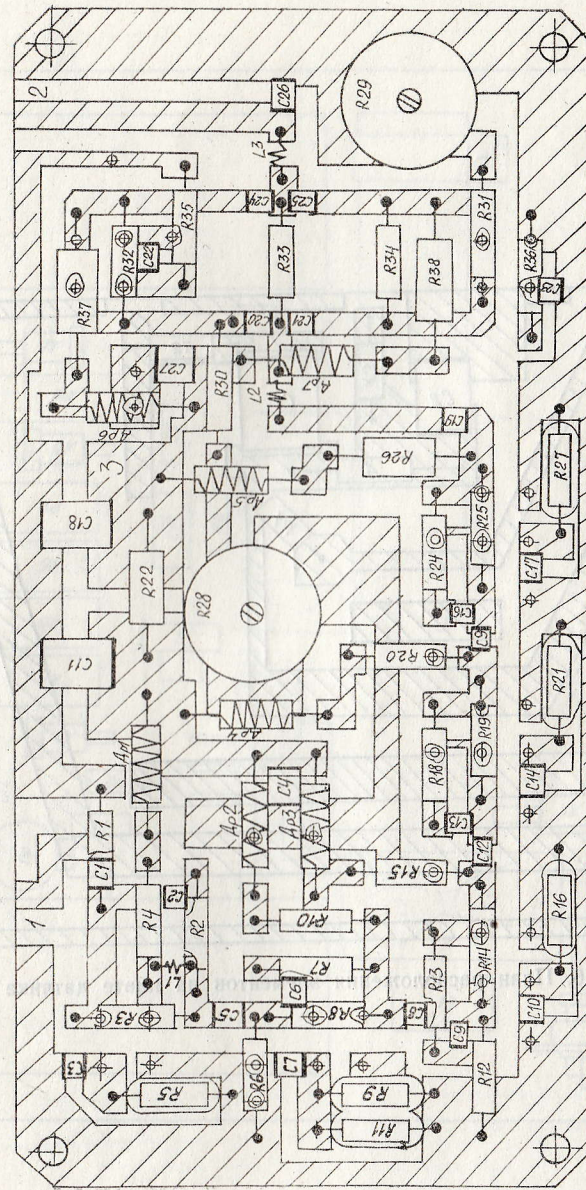 2
C26
R29
L3
C24
C25
R31
R35
R32
C22
R33
R34
R38
R36
C23
R37
C20
C21
C27
R30
Др7
L2
Др6
3
C19
R26
Др5
R27
C18
R24
R25
C17
R22
R28
C16
C9
C11
R20
R21
Др4
R19
Др1
R18
C14
C4
C13
Др2
Др3
R1
C12
C1
R15
C2
R16
1
R4
R2
R10
R14
R7
R13
L1
C6
C10
R3
C5
R8
C8
C9
C3
C7
R6
R12
R5
R9
R11